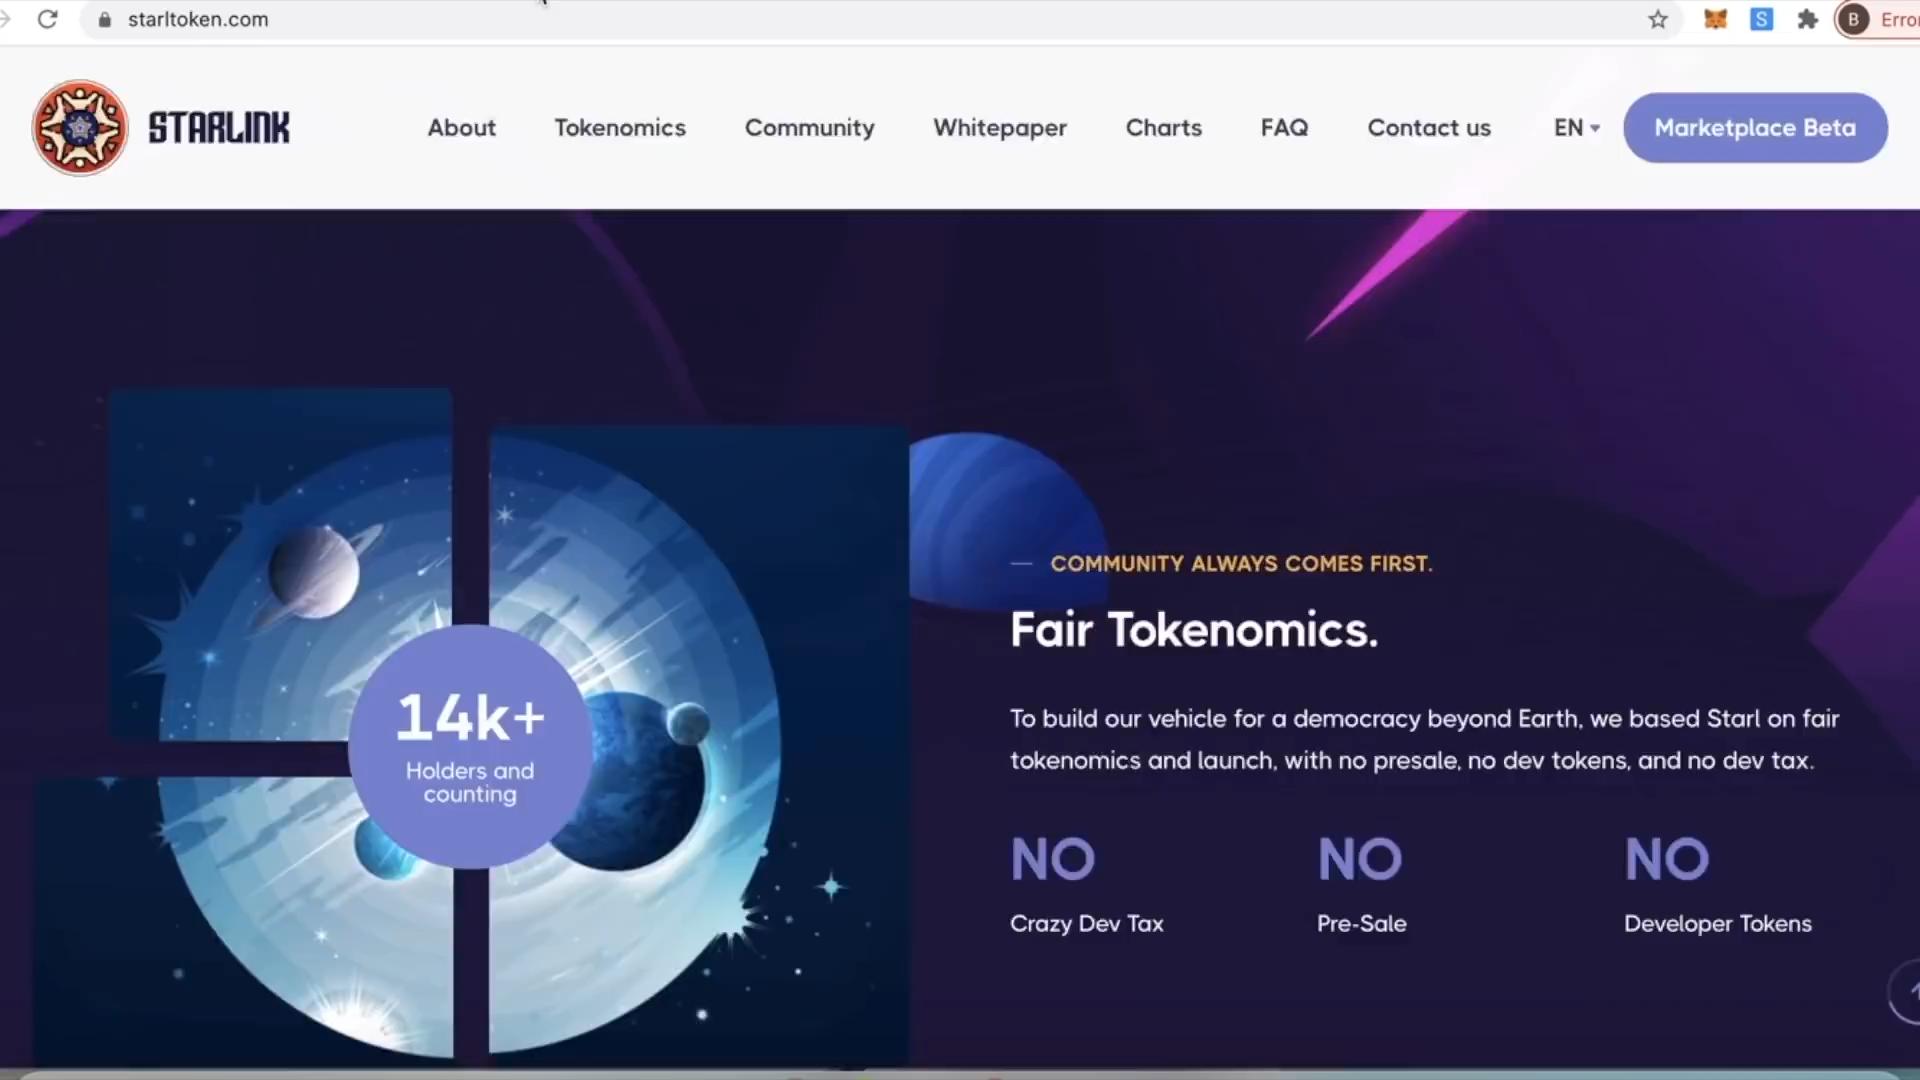 starltoken.com
B
S
STARLINK
About
Tokenomics
Community
Whitepaper
Charts
FAQ
Contact us
EN
Marketplace Beta
14k+
Holders and
counting
COMMUNITY ALWAYS COMES FIRST.
Fair Tokenomics.
To build our vehicle for a democracy beyond Earth, we based Starl on fair
tokenomics and launch, with no presale, no dev tokens, and no dev tax.
NO
Crazy Dev Tax
NO
Pre-Sale
NO
Developer Tokens